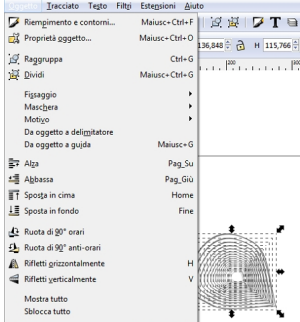 Oggetto Tracciato Testo Filtri Estensioni Aiuto
Riempimento e contorni... Maiusc+Ctrl+F
Proprietà oggetto... Maiusc+Ctrl+O
136,848 H 115,766
Raggruppa Ctrl+G
Dividi Maiusc+Ctrl+G
Fissaggio
Maschera
Motivo
Da oggetto a delimitatore
Da oggetto a guida Maiusc+G
Alza Pag_Su
Abbassa Pag_Giù
Sposta in cima Home
Sposta in fondo Fine
Ruota di 90° orari
Ruota di 90° anti-orari
Rifletti orizzontalmente H
Rifletti verticalmente V
Mostra tutto
Sblocca tutto